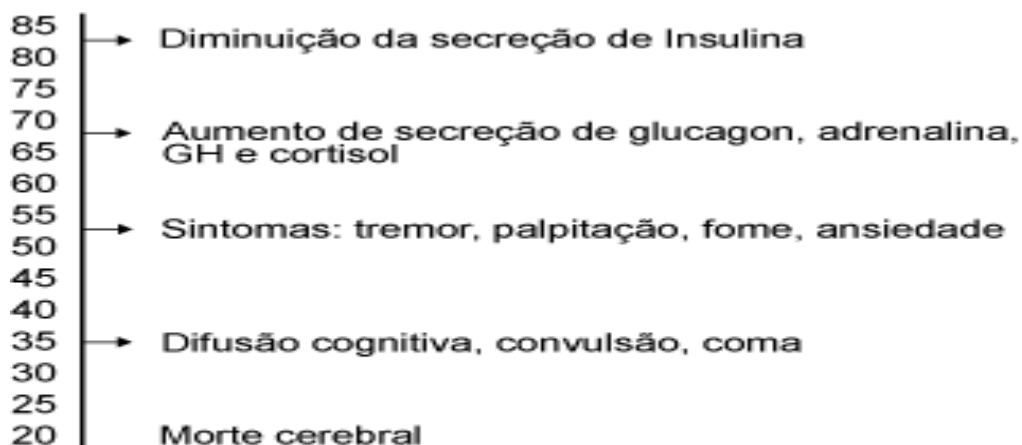 85
Diminuição da secreção de Insulina
80
75
70
Aumento de secreção de glucagon, adrenalina,
65
GH e cortisol
60
55
Sintomas: tremor, palpitação, fome, ansiedade
50
45
40
35
Difusão cognitiva, convulsão, coma
30
25
20
Morte cerebral